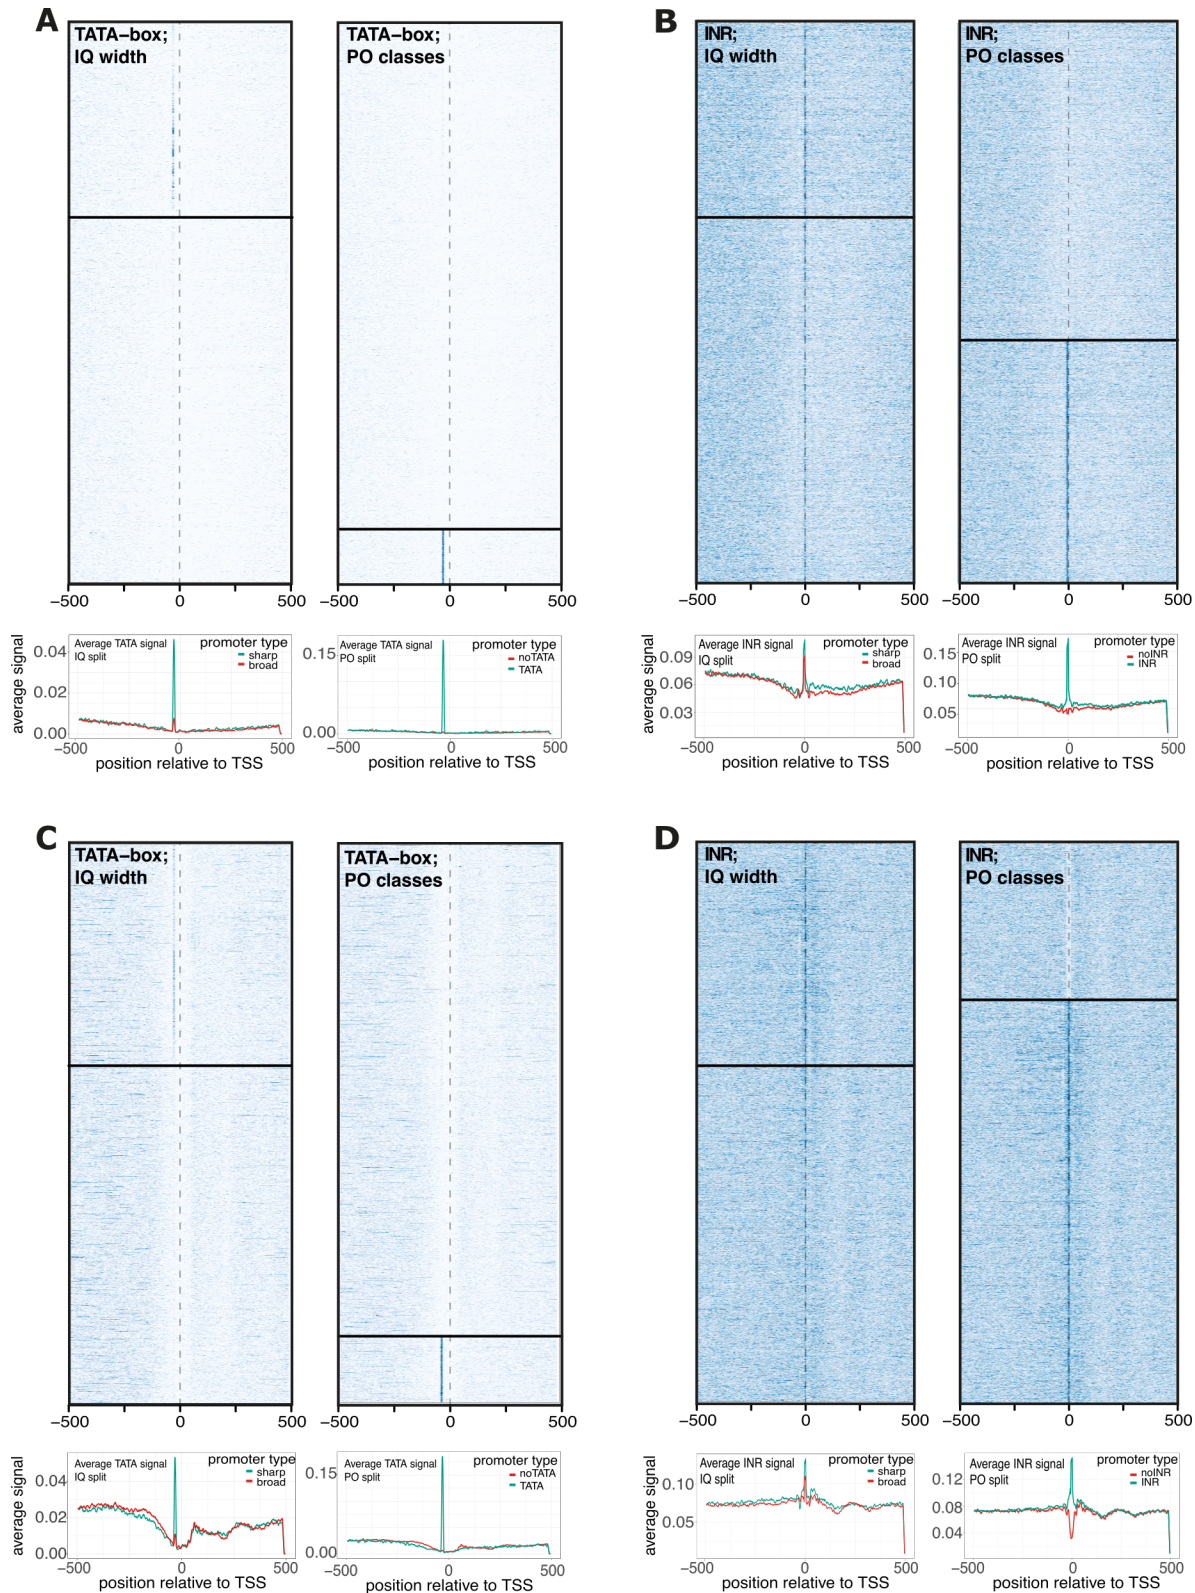 A
TATA-box;
IQ width
TATA-box;
PO classes
-500
0
500
-500
0
500
average signal
0.04
0.02
0.00
Average TATA signal
IQ split
promoter type
sharp
broad
-500
0
500
position relative to TSS
0.15
0.00
Average TATA signal
PO split
promoter type
noTATA
TATA
-500
0
500
position relative to TSS
B
INR;
IQ width
INR;
PO classes
-500
0
500
-500
0
500
average signal
0.09
0.06
0.03
Average INR signal
IQ split
promoter type
sharp
broad
-500
0
500
position relative to TSS
0.15
0.10
0.05
Average INR signal
PO split
promoter type
noINR
INR
-500
0
500
position relative to TSS
C
TATA-box;
IQ width
TATA-box;
PO classes
-500
0
500
-500
0
500
average signal
0.04
0.02
0.00
Average TATA signal
IQ split
promoter type
sharp
broad
-500
0
500
position relative to TSS
0.15
0.00
Average TATA signal
PO split
promoter type
noTATA
TATA
-500
0
500
position relative to TSS
D
INR;
IQ width
INR;
PO classes
-500
0
500
-500
0
500
average signal
0.10
0.05
Average INR signal
IQ split
promoter type
sharp
broad
-500
0
500
position relative to TSS
0.12
0.08
0.04
Average INR signal
PO split
promoter type
noINR
INR
-500
0
500
position relative to TSS